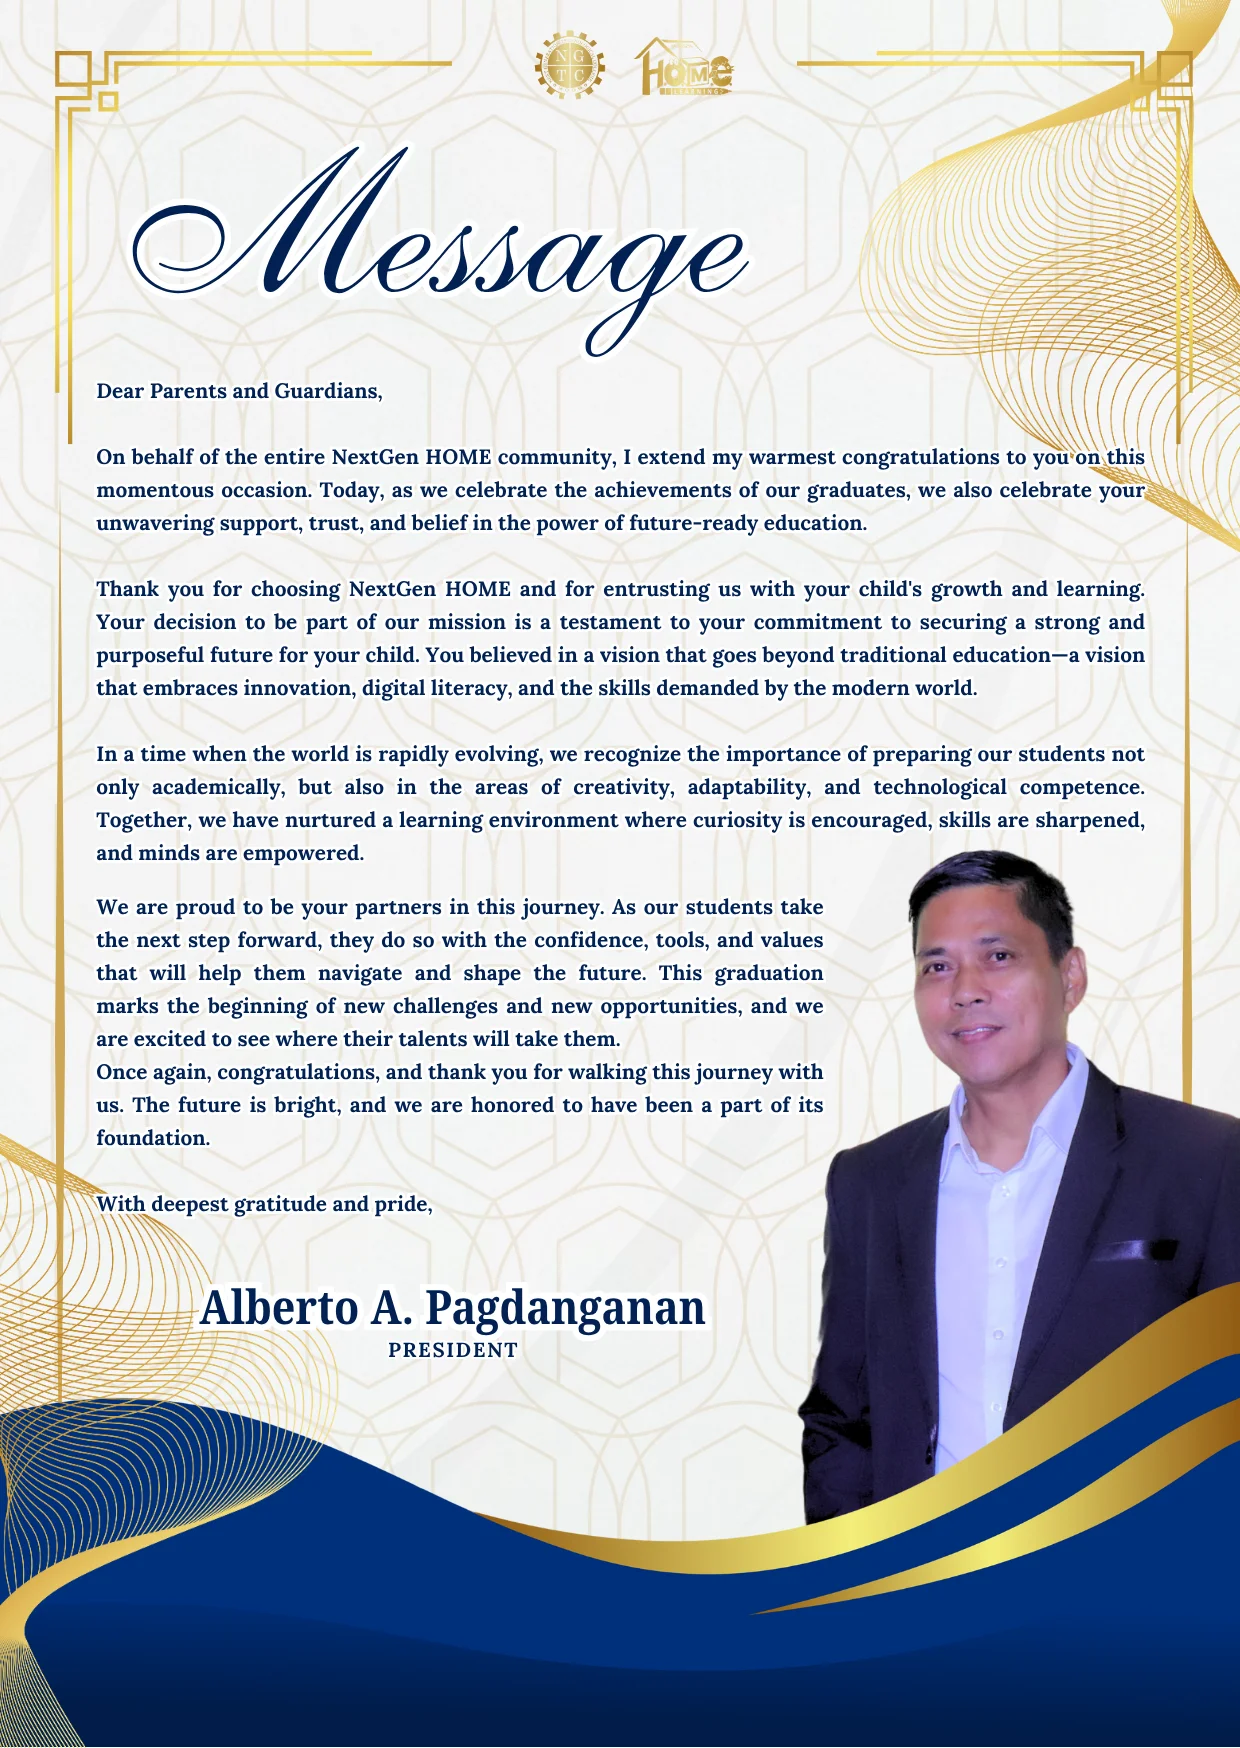 N G
T C
HOME
Message
Dear Parents and Guardians,
On behalf of the entire NextGen HOME community, I extend my warmest congratulations to you on this
momentous occasion. Today, as we celebrate the achievements of our graduates, we also celebrate your
unwavering support, trust, and belief in the power of future-ready education.
Thank you for choosing NextGen HOME and for entrusting us with your child's growth and learning.
Your decision to be part of our mission is a testament to your commitment to securing a strong and
purposeful future for your child. You believed in a vision that goes beyond traditional education—a vision
that embraces innovation, digital literacy, and the skills demanded by the modern world.
In a time when the world is rapidly evolving, we recognize the importance of preparing our students not
only academically, but also in the areas of creativity, adaptability, and technological competence.
Together, we have nurtured a learning environment where curiosity is encouraged, skills are sharpened,
and minds are empowered.
We are proud to be your partners in this journey. As our students take
the next step forward, they do so with the confidence, tools, and values
that will help them navigate and shape the future. This graduation
marks the beginning of new challenges and new opportunities, and we
are excited to see where their talents will take them.
Once again, congratulations, and thank you for walking this journey with
us. The future is bright, and we are honored to have been a part of its
foundation.
With deepest gratitude and pride,
Alberto A. Pagdanganan
PRESIDENT